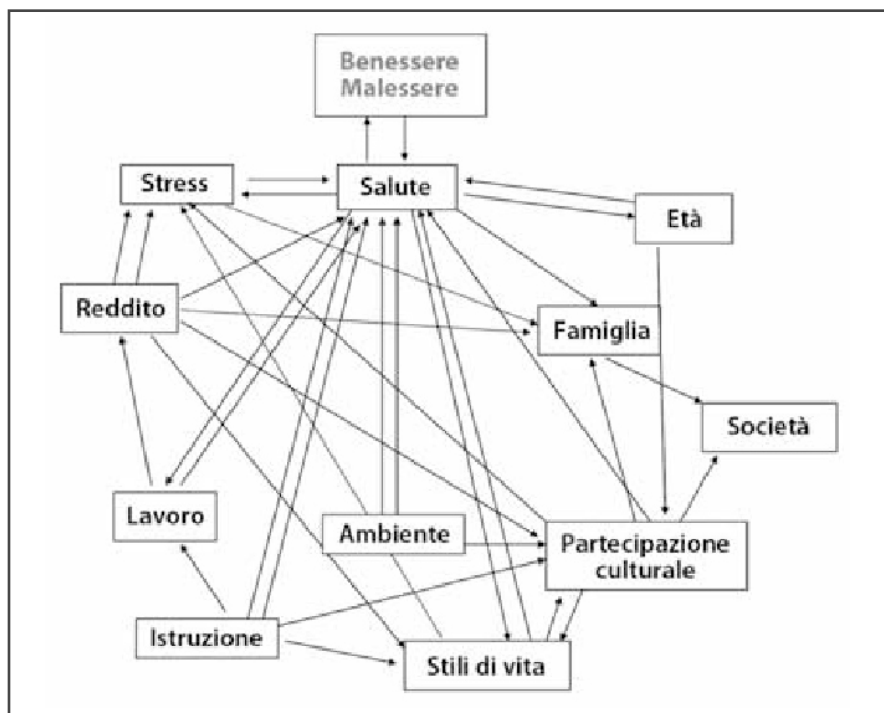 Benessere
Malessere
Stress
Salute
Età
Reddito
Famiglia
Società
Lavoro
Ambiente
Partecipazione
culturale
Istruzione
Stili di vita